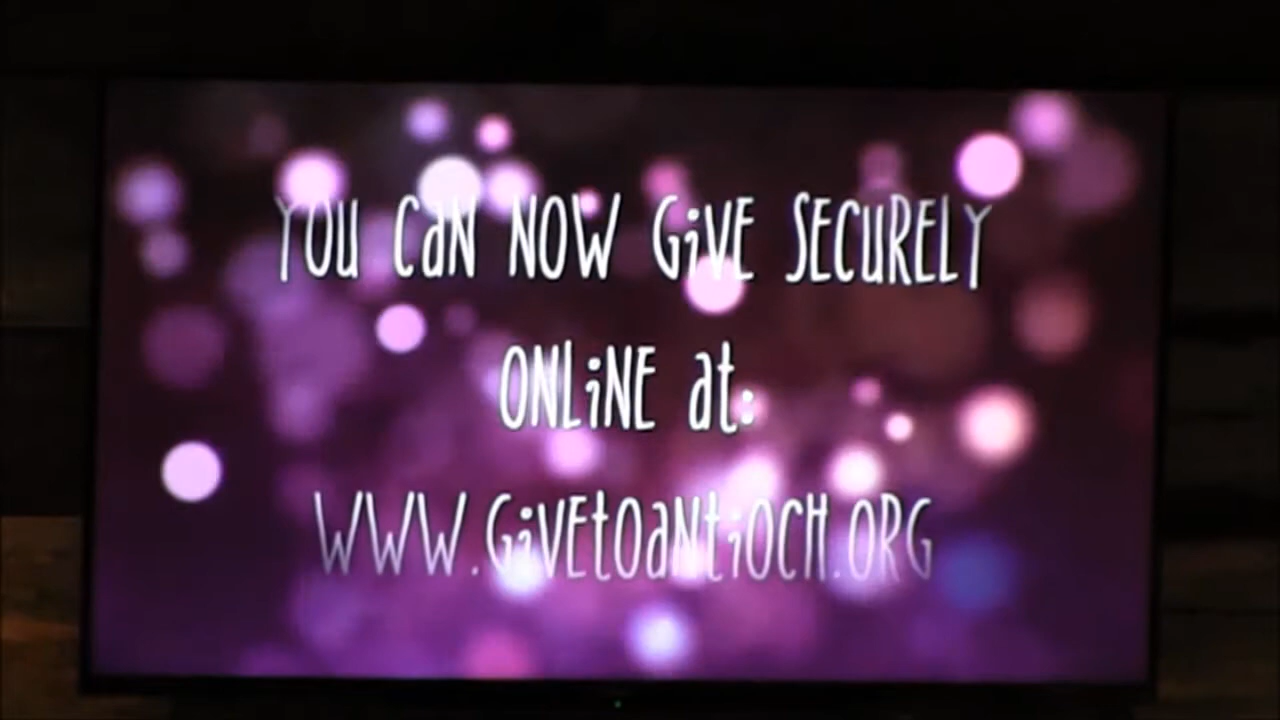 YOU CaN NOW GiVE SECURELY
ONLiNE at:
WWW.GiVEtOaNtiOCH.ORG